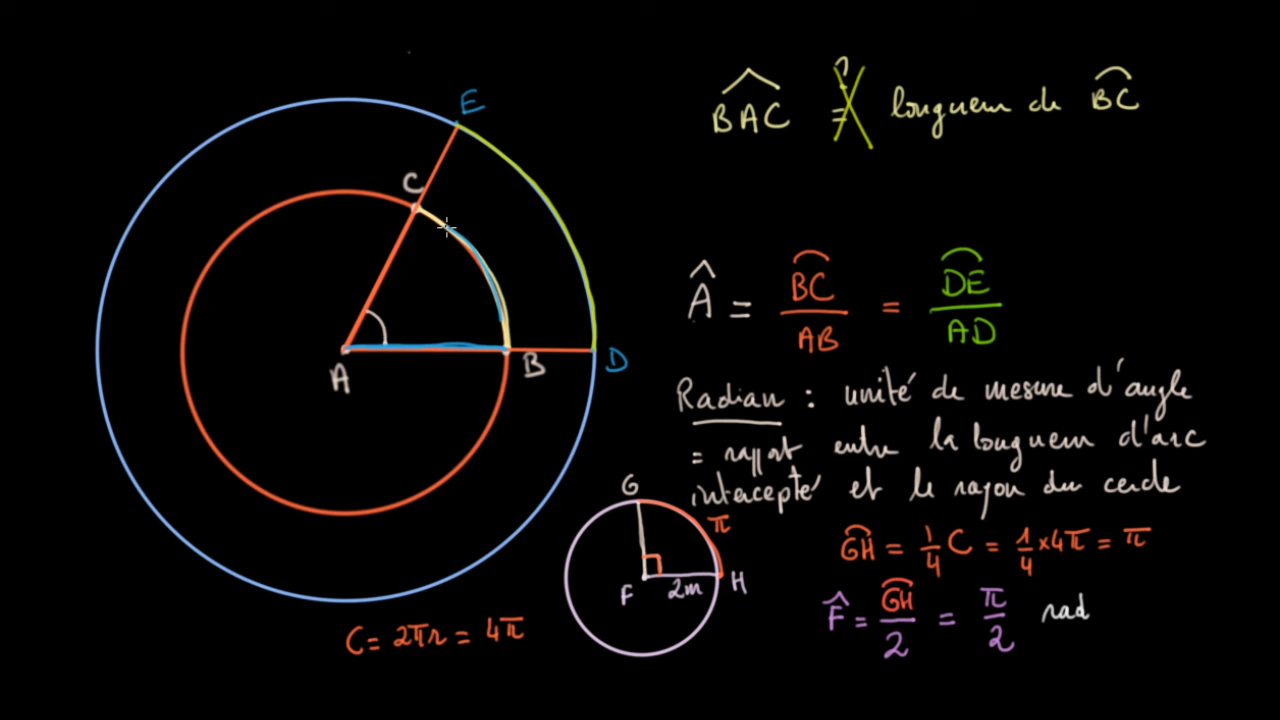 E
C
A
B
D
BAC ?= longueur de BC
Â = BC/AB = DE/AD
Radian : unité de mesure d'angle
= rapport entre la longueur d'arc
intercepté et le rayon du cercle
G
π
F
2m
H
GH = 1/4 C = 1/4 × 4π = π
F̂ = GH/2 = π/2 rad
C = 2πr = 4π